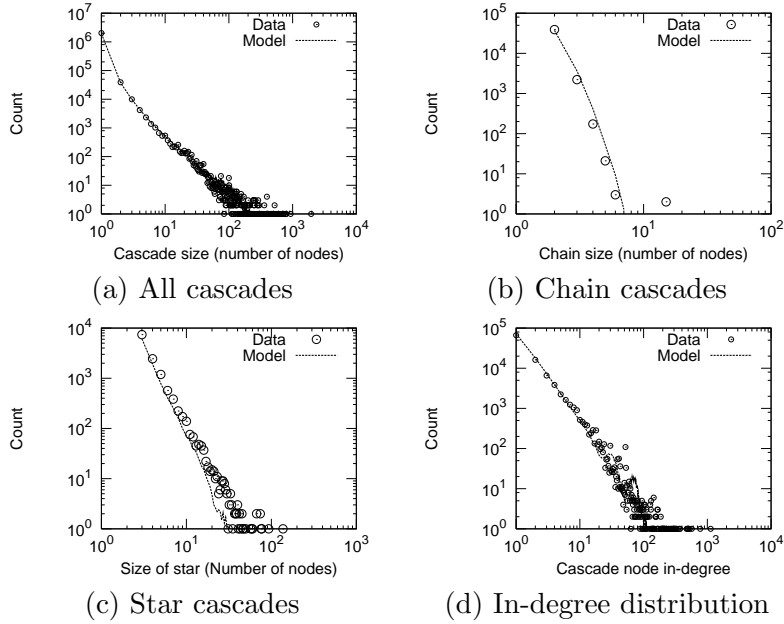 10^7
10^6
10^5
10^4
10^3
10^2
10^1
10^0
Count
Data
Model
10^0 10^1 10^2 10^3 10^4
Cascade size (number of nodes)
(a) All cascades
10^5
10^4
10^3
10^2
10^1
10^0
Count
Data
Model
10^0 10^1 10^2
Chain size (number of nodes)
(b) Chain cascades
10^4
10^3
10^2
10^1
10^0
Count
Data
Model
10^0 10^1 10^2 10^3
Size of star (Number of nodes)
(c) Star cascades
10^5
10^4
10^3
10^2
10^1
10^0
Count
Data
Model
10^0 10^1 10^2 10^3 10^4
Cascade node in-degree
(d) In-degree distribution